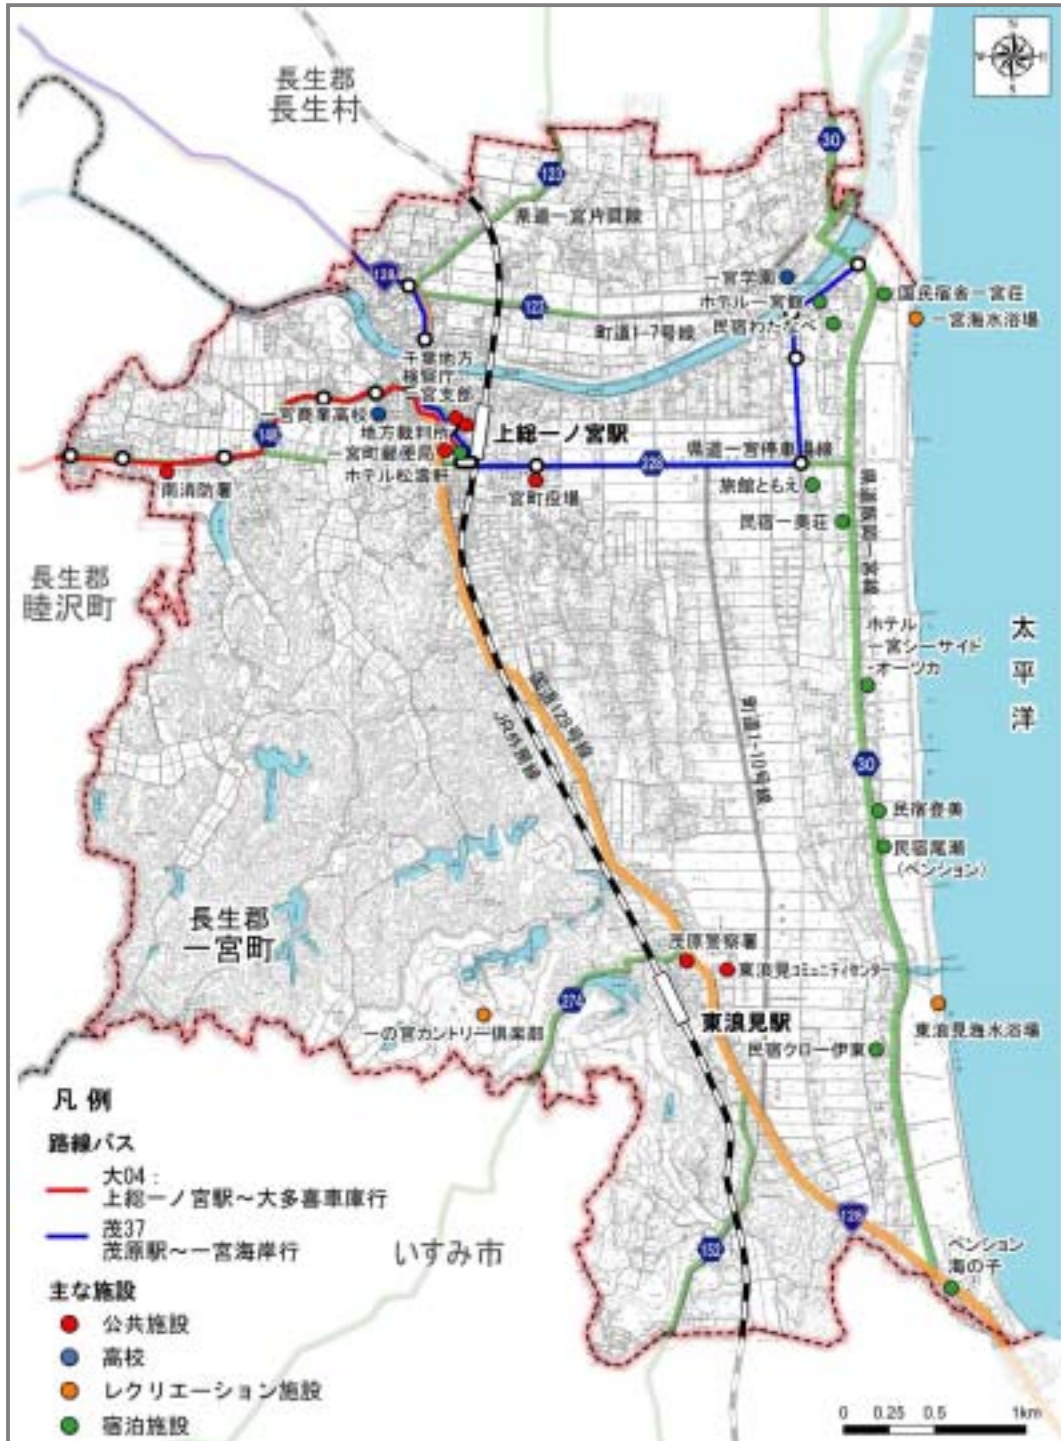 N
S
長生郡
長生村
30
123
県道一宮片貝線
128
一宮学園
国民宿舎一宮荘
ホテル一宮館
一宮海水浴場
123
民宿わたなべ
町道1-7号線
千葉地方
検察庁
一宮支部
一宮商業高校
148
地方裁判所
上総一ノ宮駅
一宮町郵便局
県道一宮停車場線
228
ホテル松濤軒
南消防署
一宮町役場
旅館ともえ
民宿一美荘
長生郡
睦沢町
ホテル
一宮シーサイド
オーツカ
太平洋
国道128号線
JR外房線
町道1-10号線
30
民宿登美
民宿尾瀬
(ペンション)
長生郡
一宮町
茂原警察署
東浪見コミュニティセンター
274
一の宮カントリー倶楽部
東浪見駅
東浪見海水浴場
民宿クロー伊東
凡例
路線バス
大04：
上総一ノ宮駅～大多喜車庫行
茂37
茂原駅～一宮海岸行
いすみ市
128
152
ペンション
海の子
主な施設
公共施設
高校
レクリエーション施設
宿泊施設
0 0.25 0.5 1km